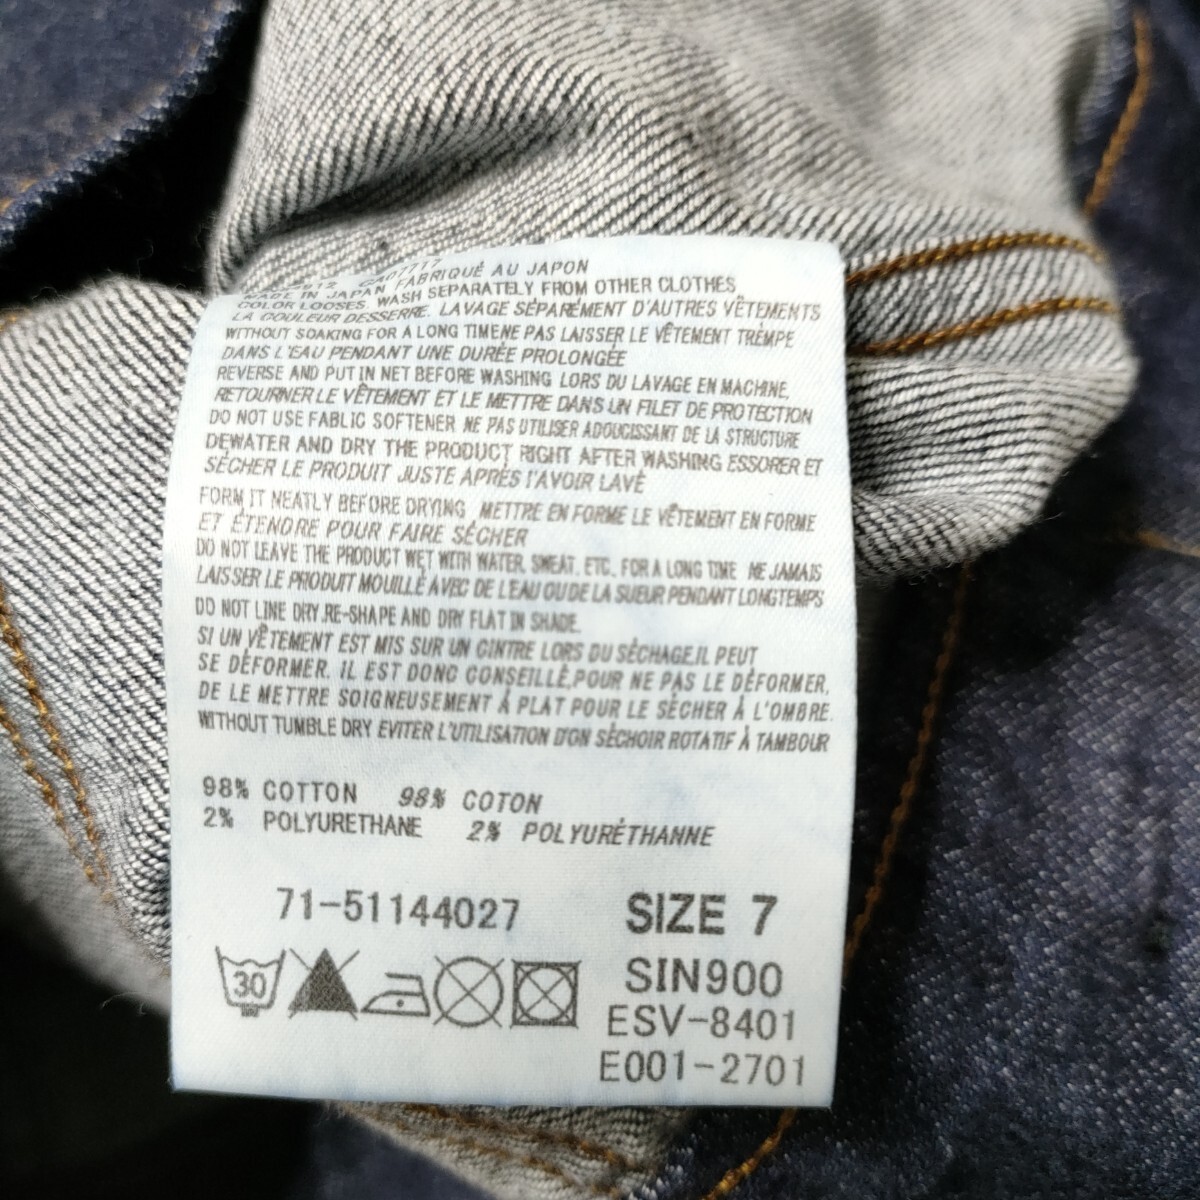 CA07717
MADE IN JAPAN FABRIQUÉ AU JAPON
COLOR LOOSES. WASH SEPARATELY FROM OTHER CLOTHES
LA COULEUR DESSERRE. LAVAGE SÉPARÉMENT D'AUTRES VÊTEMENTS
WITHOUT SOAKING FOR A LONG TIMENE PAS LAISSER LE VÊTEMENT TRÉMPE
DANS L'EAU PENDANT UNE DURÉE PROLONGÉE
REVERSE AND PUT IN NET BEFORE WASHING LORS DU LAVAGE EN MACHINE,
RETOURNER LE VÊTEMENT ET LE METTRE DANS UN FILET DE PROTECTION
DO NOT USE FABLIC SOFTENER NE PAS UTILISER ADOUCISSANT DE LA STRUCTURE
DEWATER AND DRY THE PRODUCT RIGHT AFTER WASHING ESSORER ET
SÉCHER LE PRODUIT JUSTE APRÈS l'AVOIR LAVÉ
FORM IT NEATLY BEFORE DRYING METTRE EN FORME LE VÊTEMENT EN FORME
ET ÉTENDRE POUR FAIRE SÉCHER
DO NOT LEAVE THE PRODUCT WET WITH WATER, SWEAT, ETC. FOR A LONG TIME NE JAMAIS
LAISSER LE PRODUIT MOUILLÉ AVEC DE L'EAU OU DE LA SUEUR PENDANT LONGTEMPS
DO NOT LINE DRY.RE-SHAPE AND DRY FLAT IN SHADE.
SI UN VÊTEMENT EST MIS SUR UN CINTRE LORS DU SÉCHAGE,IL PEUT
SE DÉFORMER. IL EST DONC CONSEILLÉ,POUR NE PAS LE DÉFORMER,
DE LE METTRE SOIGNEUSEMENT À PLAT POUR LE SÉCHER À L'OMBRE.
WITHOUT TUMBLE DRY EVITER L'UTILISATION D'ON SÉCHOIR ROTATIF À TAMBOUR
98% COTTON 98% COTON
2% POLYURETHANE 2% POLYURÉTHANNE
71-51144027 SIZE 7
30 SIN900
ESV-8401
E001-2701